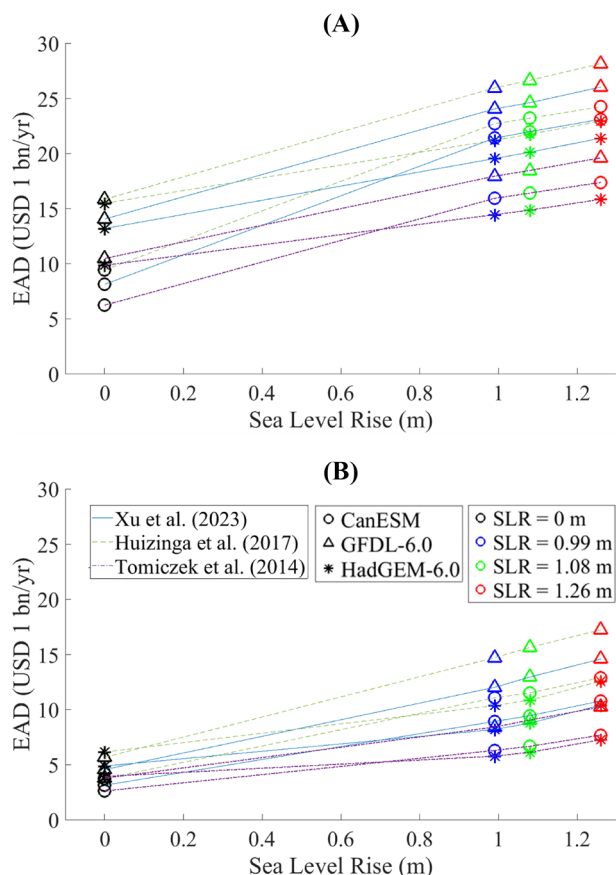 (A)
30
25
20
15
10
5
0
EAD (USD 1 bn/yr)
0 0.2 0.4 0.6 0.8 1 1.2
Sea Level Rise (m)
(B)
30
25
20
15
10
5
0
EAD (USD 1 bn/yr)
Xu et al. (2023)
Huizinga et al. (2017)
Tomiczek et al. (2014)
CanESM
GFDL-6.0
HadGEM-6.0
SLR = 0 m
SLR = 0.99 m
SLR = 1.08 m
SLR = 1.26 m
0 0.2 0.4 0.6 0.8 1 1.2
Sea Level Rise (m)